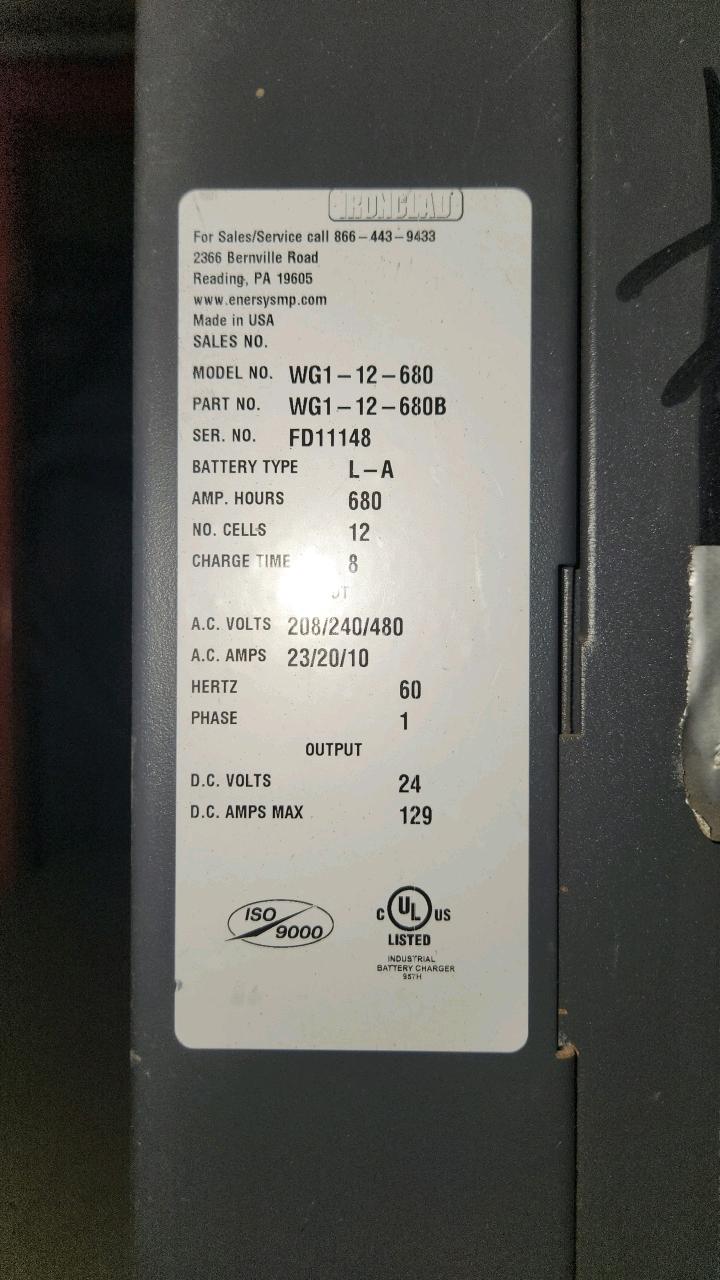 IRONCLAD
For Sales/Service call 866-443-9433
2366 Bernville Road
Reading, PA 19605
www.enersysmp.com
Made in USA
SALES NO.
MODEL NO. WG1-12-680
PART NO. WG1-12-680B
SER. NO. FD11148
BATTERY TYPE L-A
AMP. HOURS 680
NO. CELLS 12
CHARGE TIME 8
A.C. VOLTS 208/240/480
A.C. AMPS 23/20/10
HERTZ 60
PHASE 1
OUTPUT
D.C. VOLTS 24
D.C. AMPS MAX 129
ISO 9000
C UL US
LISTED
INDUSTRIAL
BATTERY CHARGER
957H